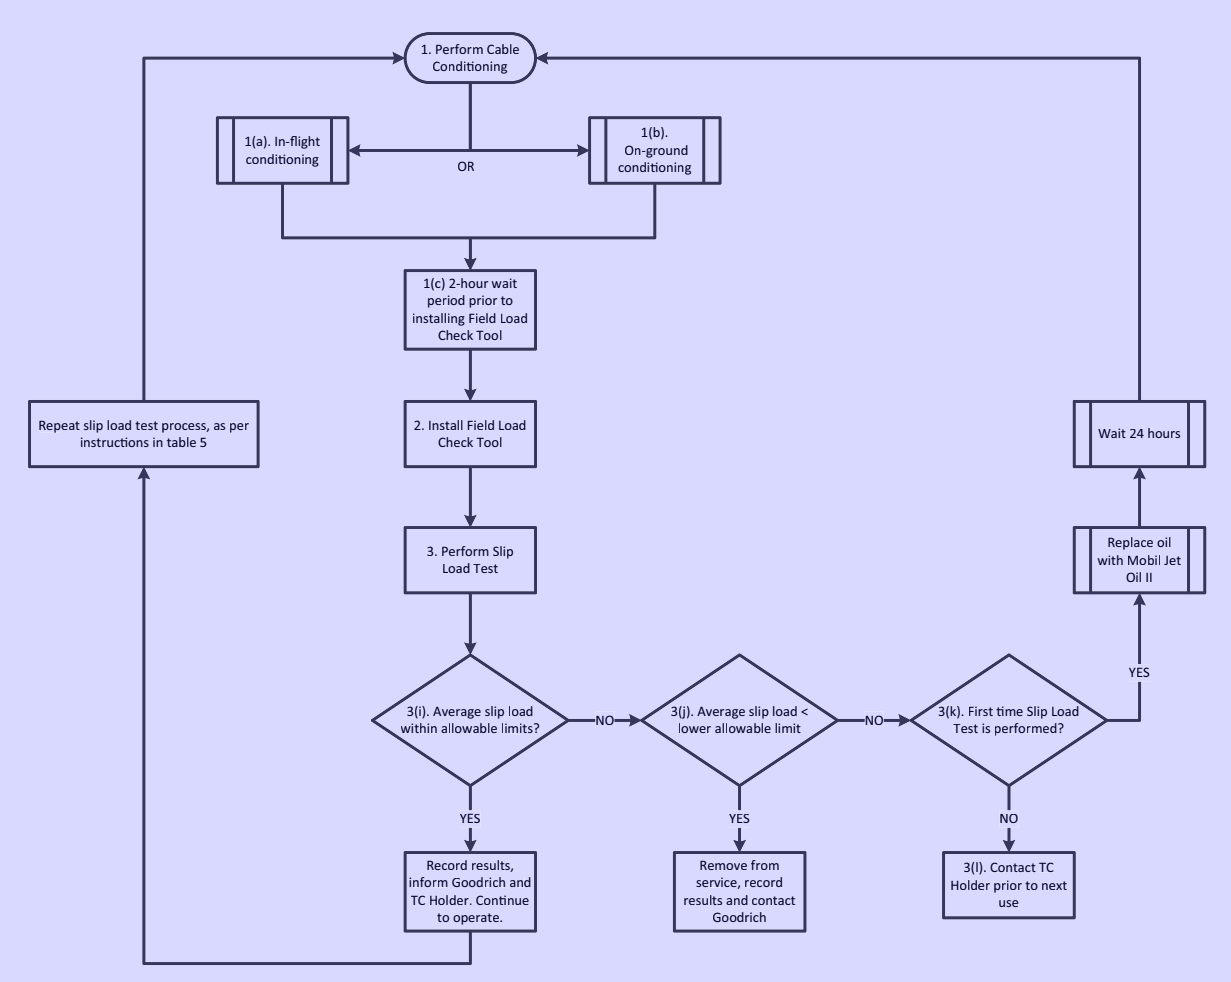 1. Perform Cable
Conditioning
1(a). In-flight
conditioning
OR
1(b).
On-ground
conditioning
1(c) 2-hour wait
period prior to
installing Field Load
Check Tool
Repeat slip load test process, as per
instructions in table 5
2. Install Field Load
Check Tool
Wait 24 hours
3. Perform Slip
Load Test
Replace oil
with Mobil Jet
Oil II
YES
3(i). Average slip load
within allowable limits?
NO
3(j). Average slip load <
lower allowable limit
NO
3(k). First time Slip Load
Test is performed?
YES
YES
NO
Record results,
inform Goodrich and
TC Holder. Continue
to operate.
Remove from
service, record
results and contact
Goodrich
3(l). Contact TC
Holder prior to next
use